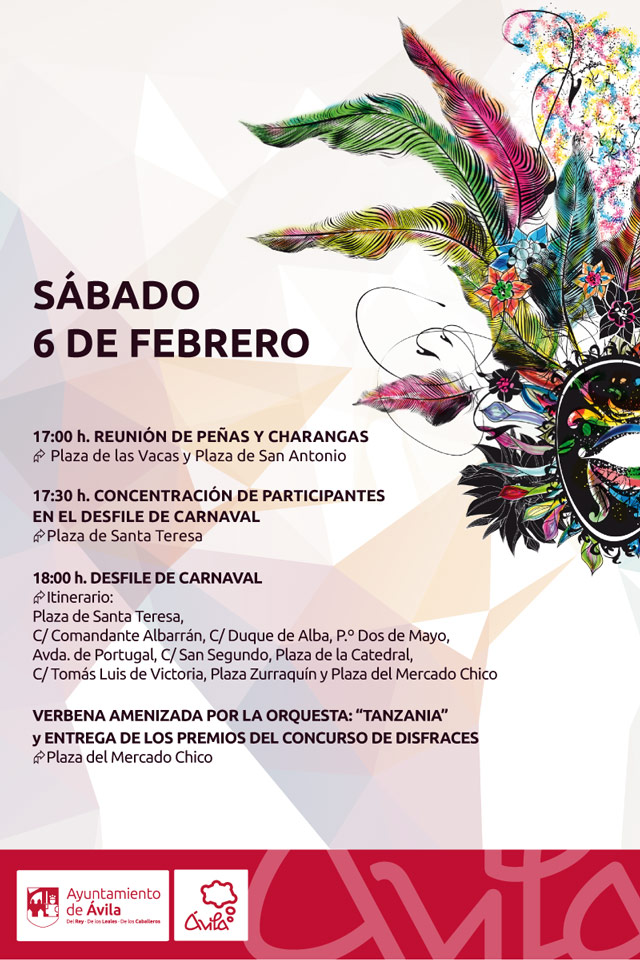 SÁBADO
6 DE FEBRERO
17:00 h. REUNIÓN DE PEÑAS Y CHARANGAS
Plaza de las Vacas y Plaza de San Antonio
17:30 h. CONCENTRACIÓN DE PARTICIPANTES
EN EL DESFILE DE CARNAVAL
Plaza de Santa Teresa
18:00 h. DESFILE DE CARNAVAL
Itinerario:
Plaza de Santa Teresa,
C/ Comandante Albarrán, C/ Duque de Alba, P.º Dos de Mayo,
Avda. de Portugal, C/ San Segundo, Plaza de la Catedral,
C/ Tomás Luis de Victoria, Plaza Zurraquín y Plaza del Mercado Chico
VERBENA AMENIZADA POR LA ORQUESTA: “TANZANIA”
y ENTREGA DE LOS PREMIOS DEL CONCURSO DE DISFRACES
Plaza del Mercado Chico
Ayuntamiento
de Ávila
Del Rey · De los Leales · De los Caballeros
Ávila
Ávila